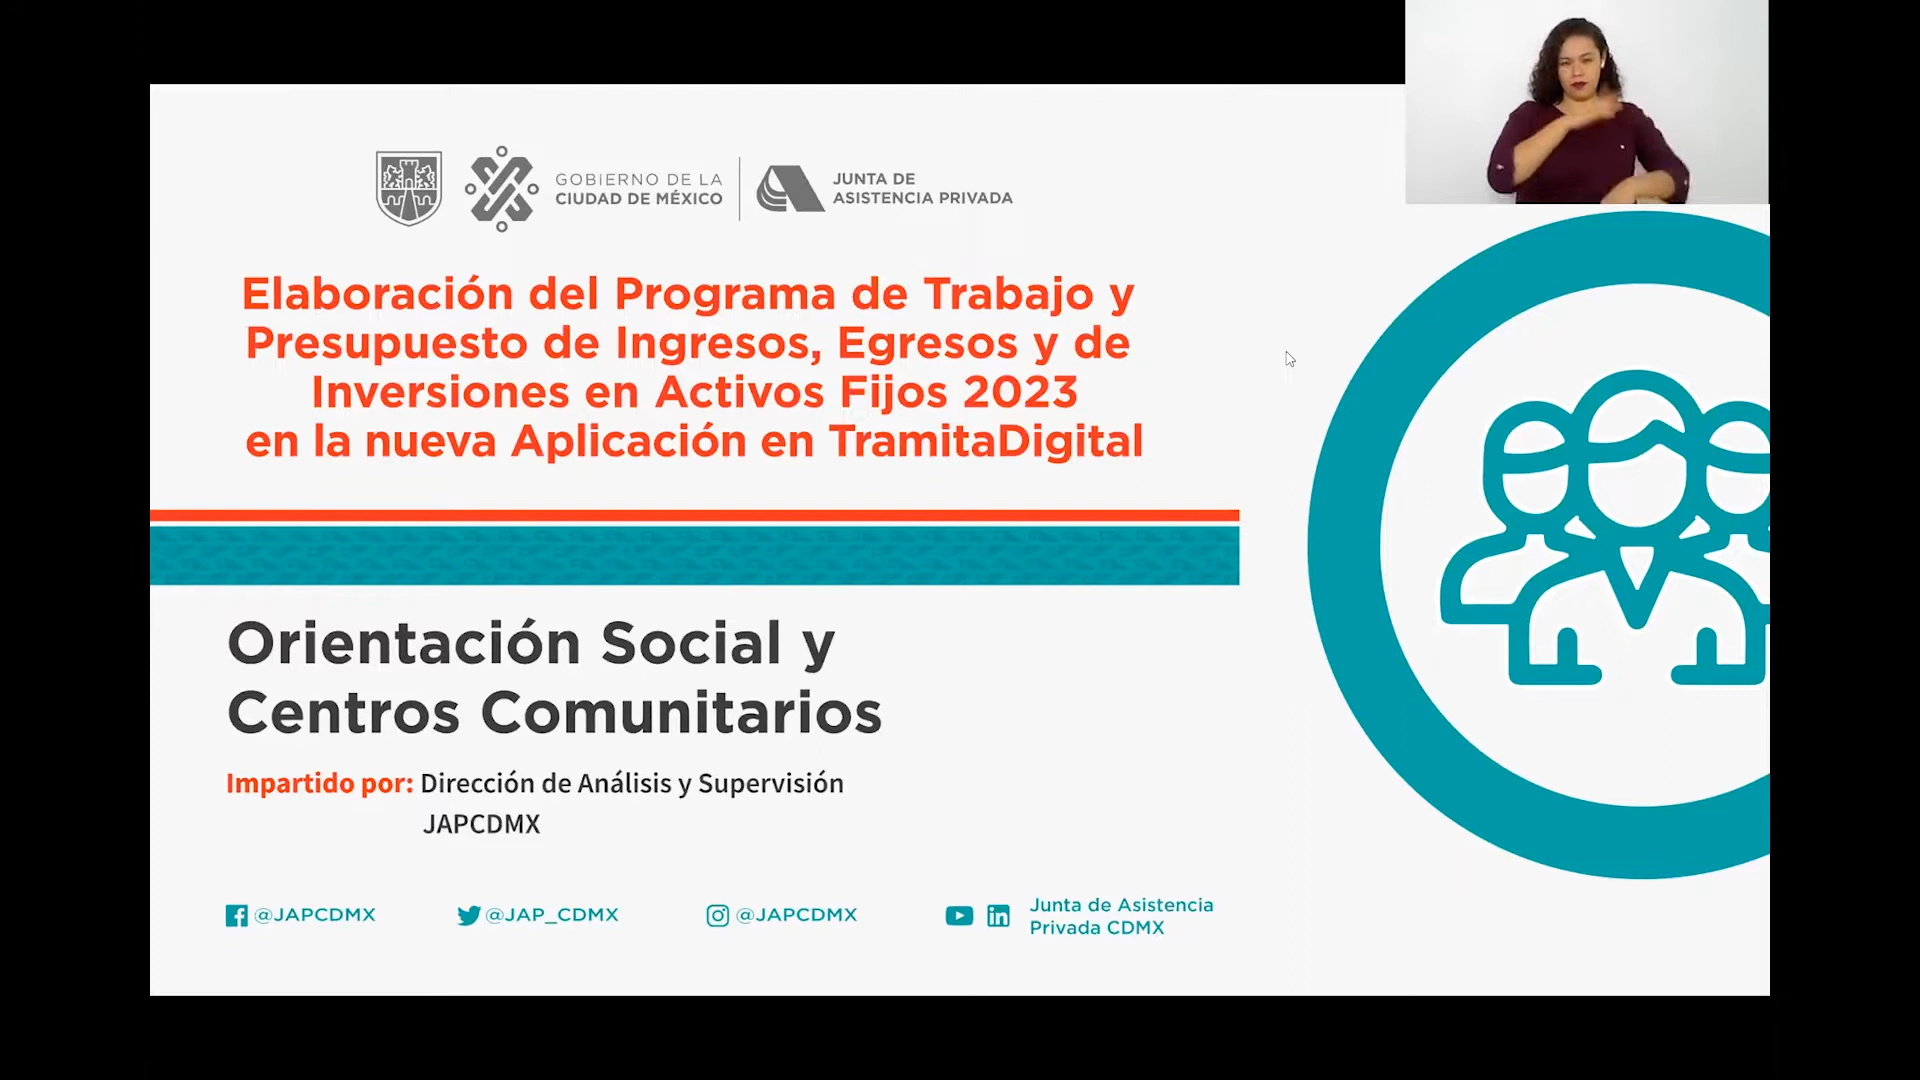 GOBIERNO DE LA
CIUDAD DE MÉXICO
JUNTA DE
ASISTENCIA PRIVADA
Elaboración del Programa de Trabajo y
Presupuesto de Ingresos, Egresos y de
Inversiones en Activos Fijos 2023
en la nueva Aplicación en TramitaDigital
Orientación Social y
Centros Comunitarios
Impartido por: Dirección de Análisis y Supervisión
JAPCDMX
@JAPCDMX
@JAP_CDMX
@JAPCDMX
Junta de Asistencia
Privada CDMX